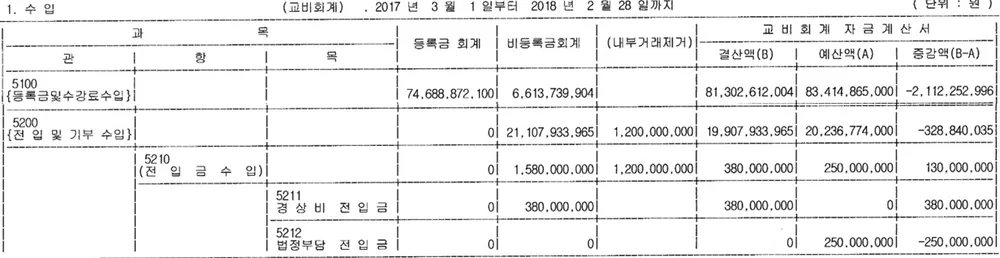 1. 수 입 (교비회계) . 2017 년 3 월 1 일부터 2018 년 2 월 28 일까지 ( 단위 : 원 )
과 목 등록금 회계 비등록금회계 (내부거래제거) 교 비 회 계 자 금 계 산 서
관 항 목 결산액(B) 예산액(A) 증감액(B-A)
5100
{등록금및수강료수입} 74,688,872,100 6,613,739,904 81,302,612,004 83,414,865,000 -2,112,252,996
5200
{전 입 및 기부 수입} 0 21,107,933,965 1,200,000,000 19,907,933,965 20,236,774,000 -328,840,035
5210
(전 입 금 수 입) 0 1,580,000,000 1,200,000,000 380,000,000 250,000,000 130,000,000
5211
경 상 비 전 입 금 0 380,000,000 380,000,000 0 380,000,000
5212
법정부담 전 입 금 0 0 0 250,000,000 -250,000,000